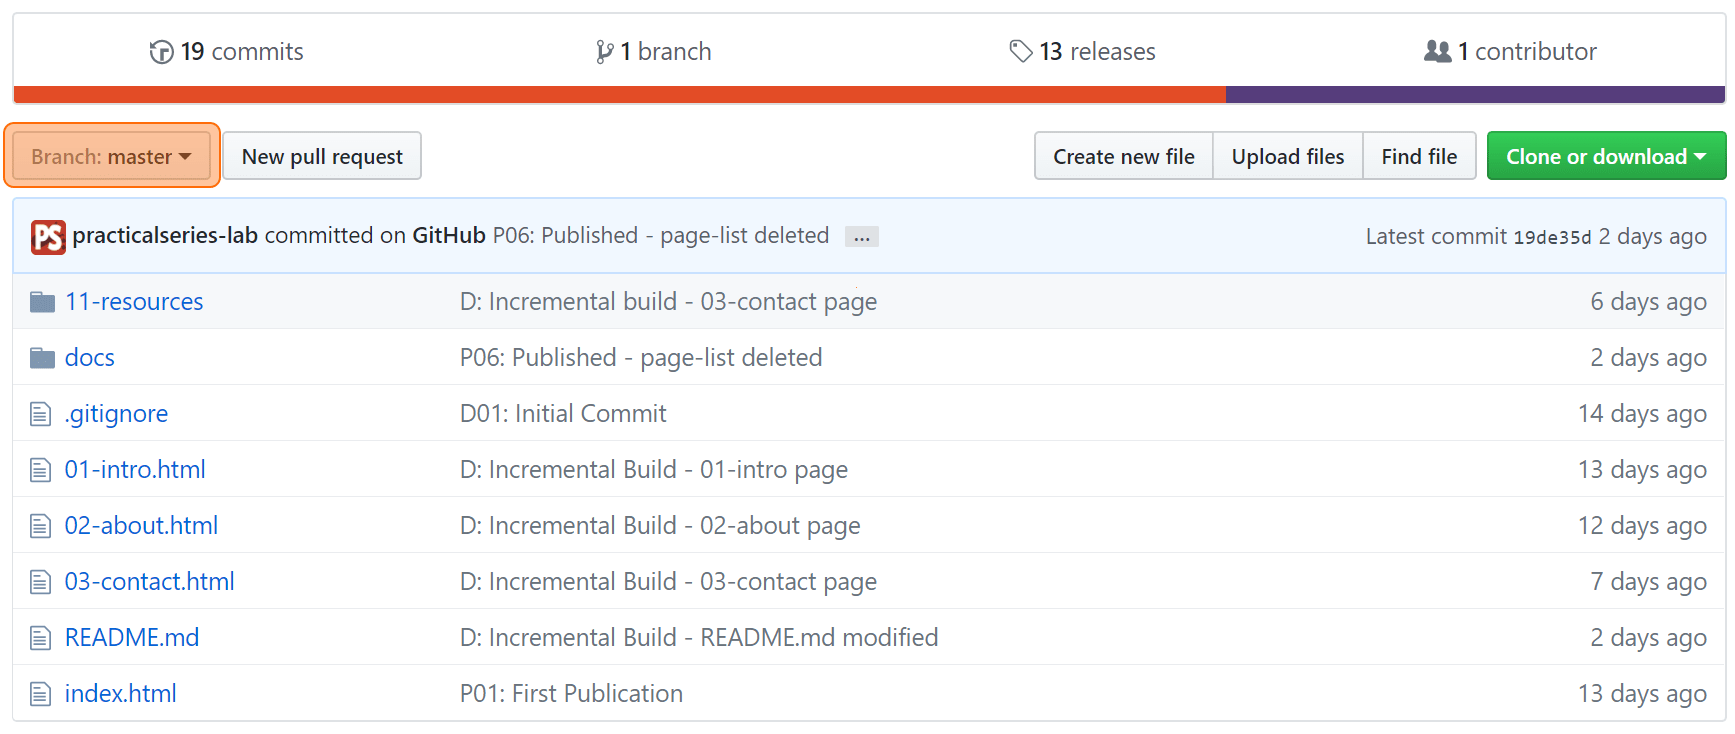 19 commits 1 branch 13 releases 1 contributor
Branch: master New pull request Create new file Upload files Find file Clone or download
PS practicalseries-lab committed on GitHub P06: Published - page-list deleted ... Latest commit 19de35d 2 days ago
11-resources D: Incremental build - 03-contact page 6 days ago
docs P06: Published - page-list deleted 2 days ago
.gitignore D01: Initial Commit 14 days ago
01-intro.html D: Incremental Build - 01-intro page 13 days ago
02-about.html D: Incremental Build - 02-about page 12 days ago
03-contact.html D: Incremental Build - 03-contact page 7 days ago
README.md D: Incremental Build - README.md modified 2 days ago
index.html P01: First Publication 13 days ago